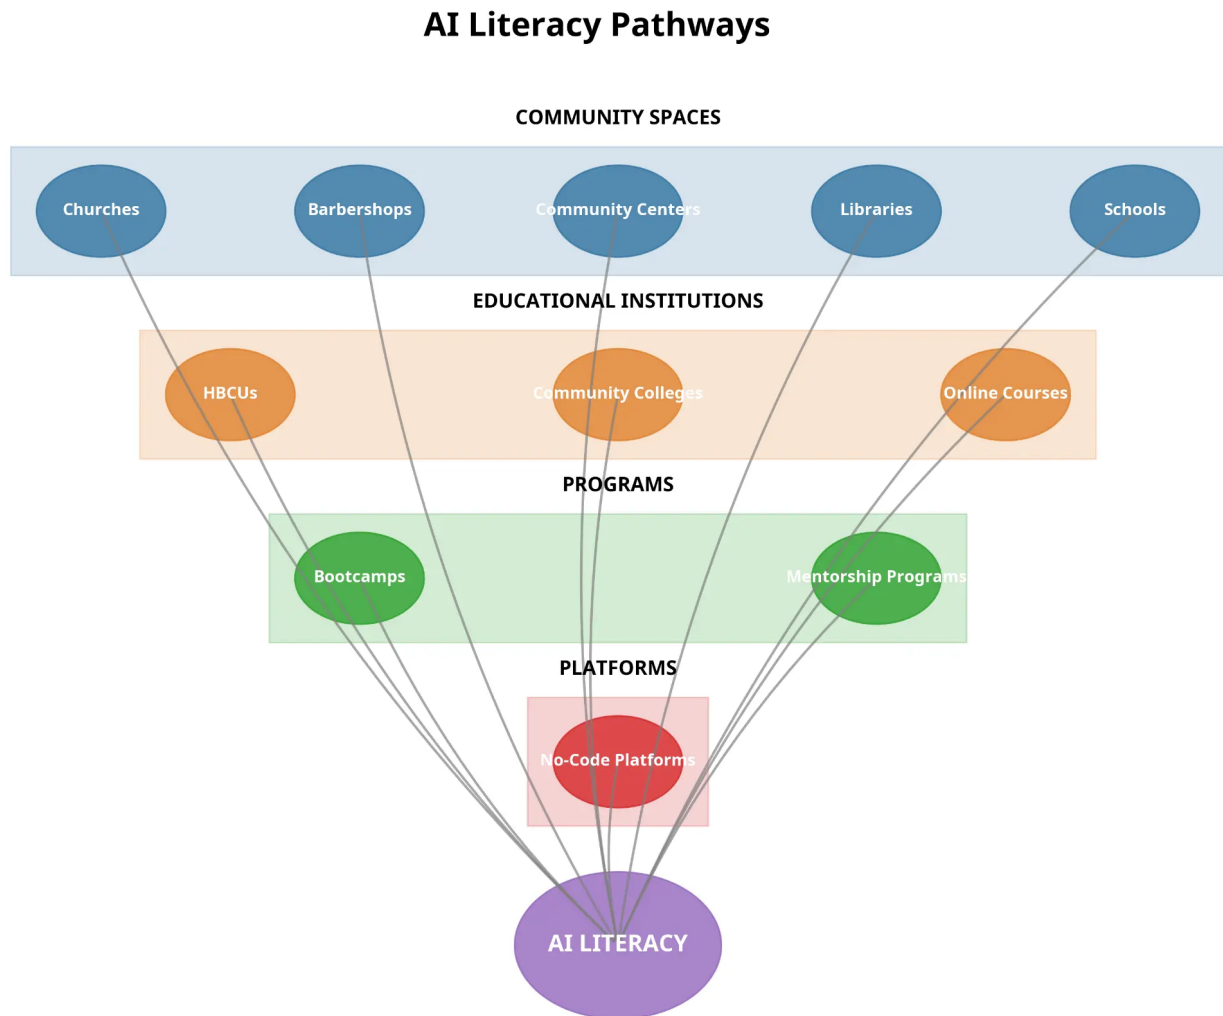 AI Literacy Pathways
COMMUNITY SPACES
Churches
Barbershops
Community Centers
Libraries
Schools
EDUCATIONAL INSTITUTIONS
HBCUs
Community Colleges
Online Courses
PROGRAMS
Bootcamps
Mentorship Programs
PLATFORMS
No-Code Platforms
AI LITERACY